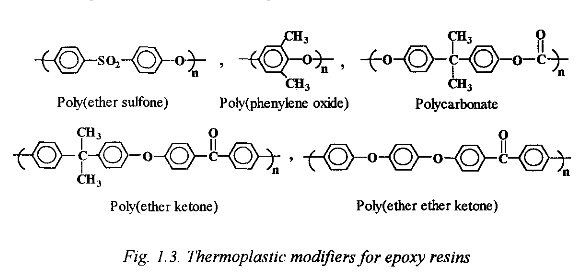 CH₃
SO₂ O n , O n , O C O C n
CH₃ CH₃ O
CH₃
Poly(ether sulfone) Poly(phenylene oxide) Polycarbonate
CH₃ O
C O C n , O O C n
CH₃ O
Poly(ether ketone) Poly(ether ether ketone)
Fig. 1.3. Thermoplastic modifiers for epoxy resins